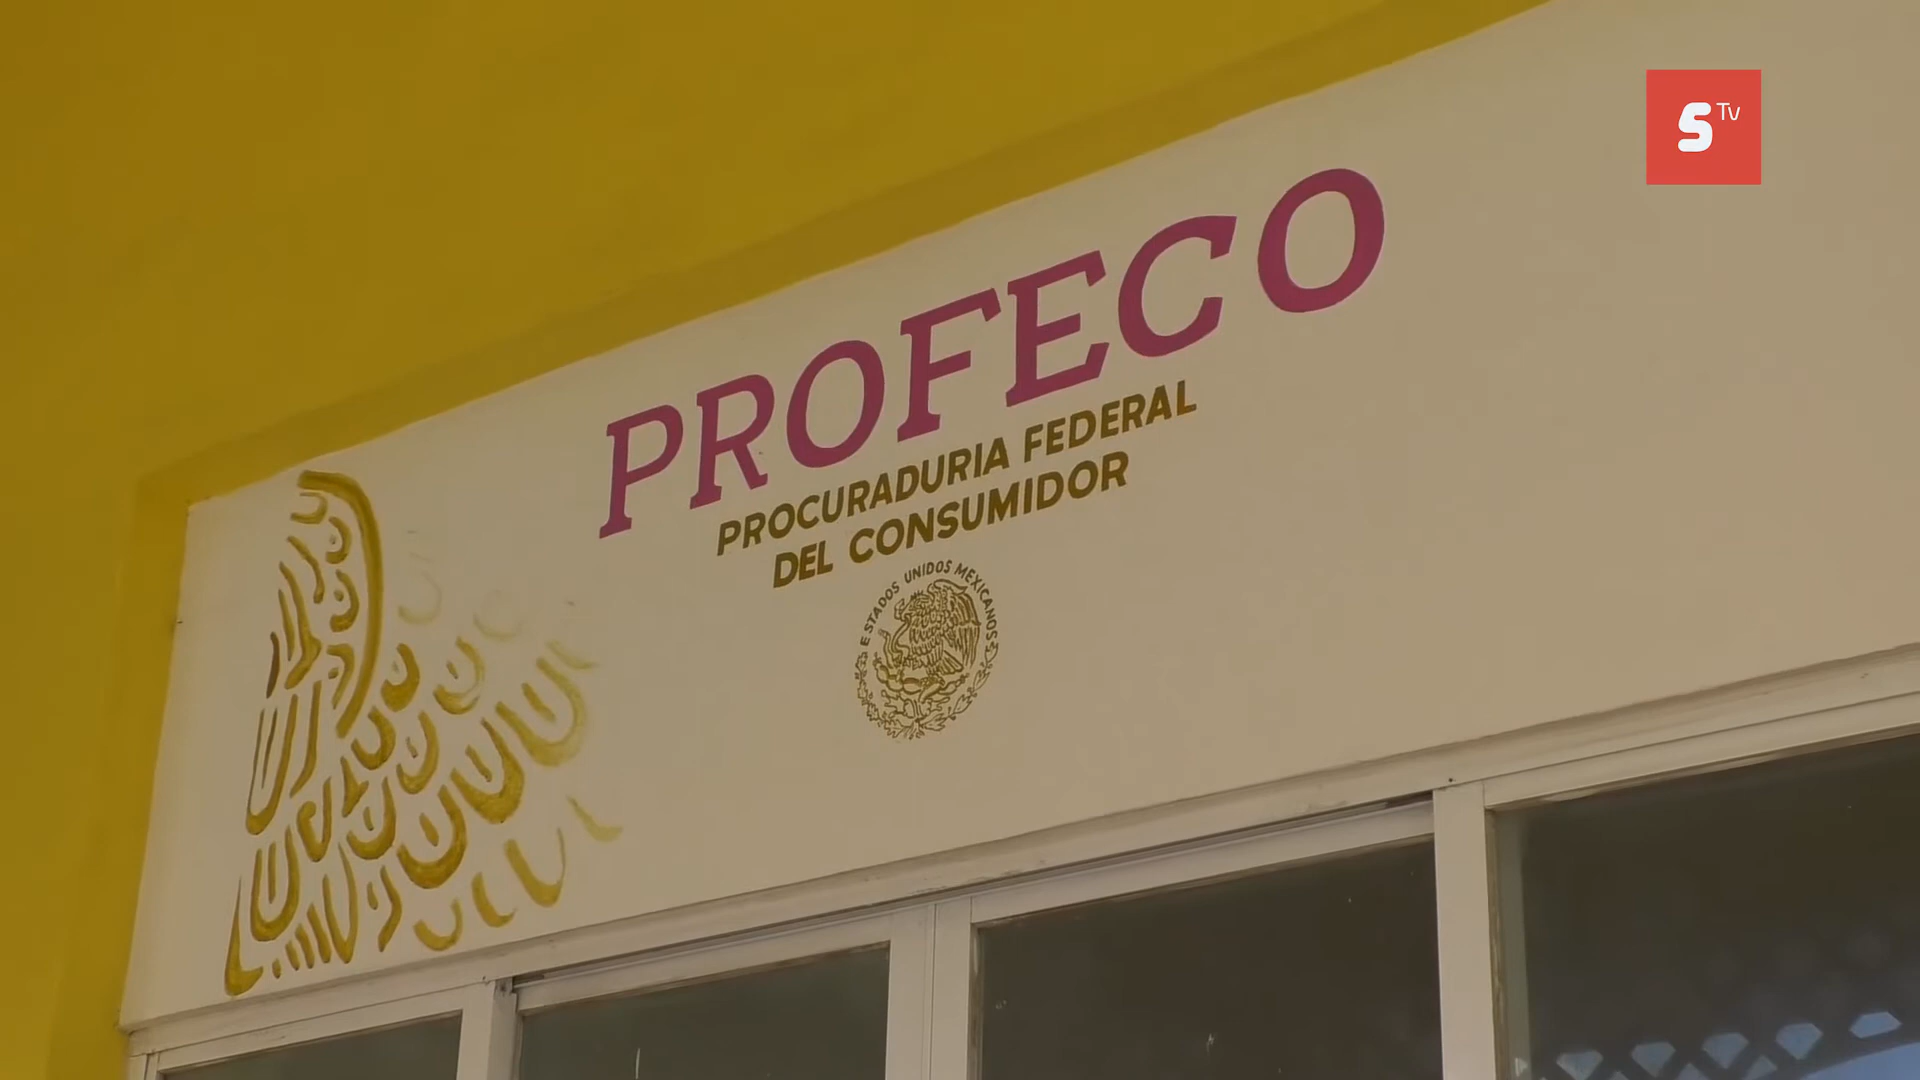 S TV
PROFECO
PROCURADURIA FEDERAL
DEL CONSUMIDOR
ESTADOS UNIDOS MEXICANOS